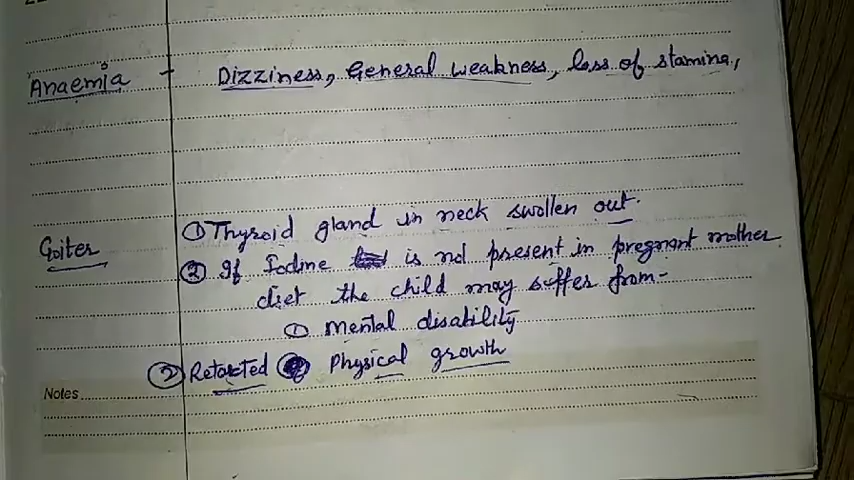 Anaemia - Dizziness, General weakness, loss of stamina,
Goiter ① Thyroid gland in neck swollen out.
② If Iodine is not present in pregnant mother
diet the child may suffer from-
① Mental disability
② Retarted Physical growth
Notes